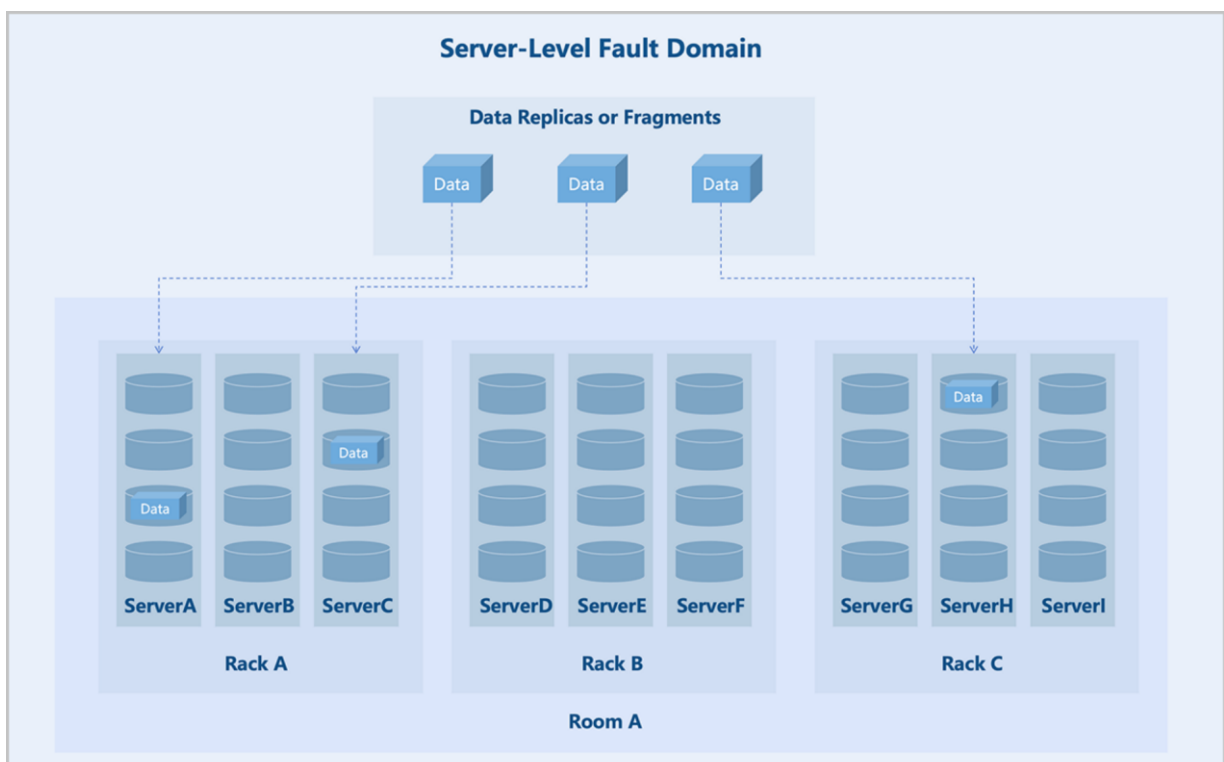 Server-Level Fault Domain
Data Replicas or Fragments
Data Data Data
Data
Data
Data
ServerA ServerB ServerC ServerD ServerE ServerF ServerG ServerH ServerI
Rack A Rack B Rack C
Room A